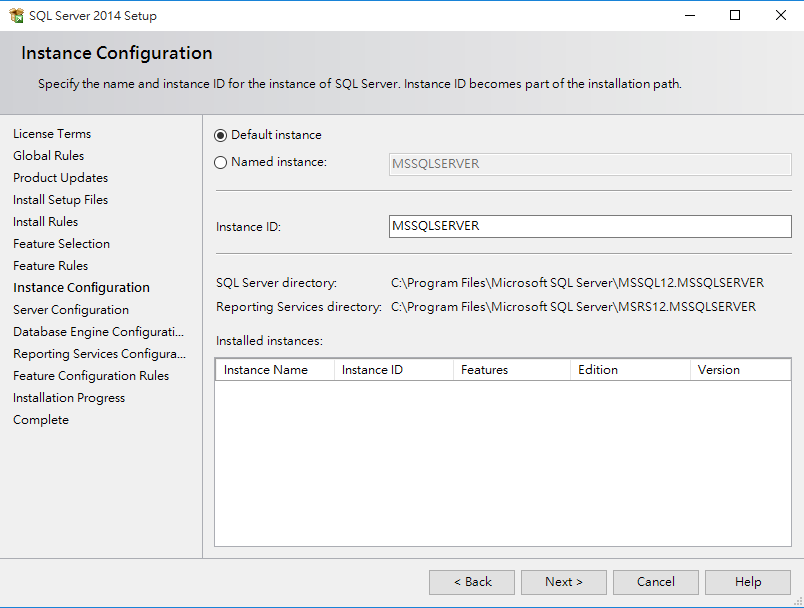 SQL Server 2014 Setup
Instance Configuration
Specify the name and instance ID for the instance of SQL Server. Instance ID becomes part of the installation path.
License Terms
Global Rules
Product Updates
Install Setup Files
Install Rules
Feature Selection
Feature Rules
Instance Configuration
Server Configuration
Database Engine Configurati...
Reporting Services Configura...
Feature Configuration Rules
Installation Progress
Complete
Default instance
Named instance: MSSQLSERVER
Instance ID: MSSQLSERVER
SQL Server directory: C:\Program Files\Microsoft SQL Server\MSSQL12.MSSQLSERVER
Reporting Services directory: C:\Program Files\Microsoft SQL Server\MSRS12.MSSQLSERVER
Installed instances:
Instance Name Instance ID Features Edition Version
< Back Next > Cancel Help